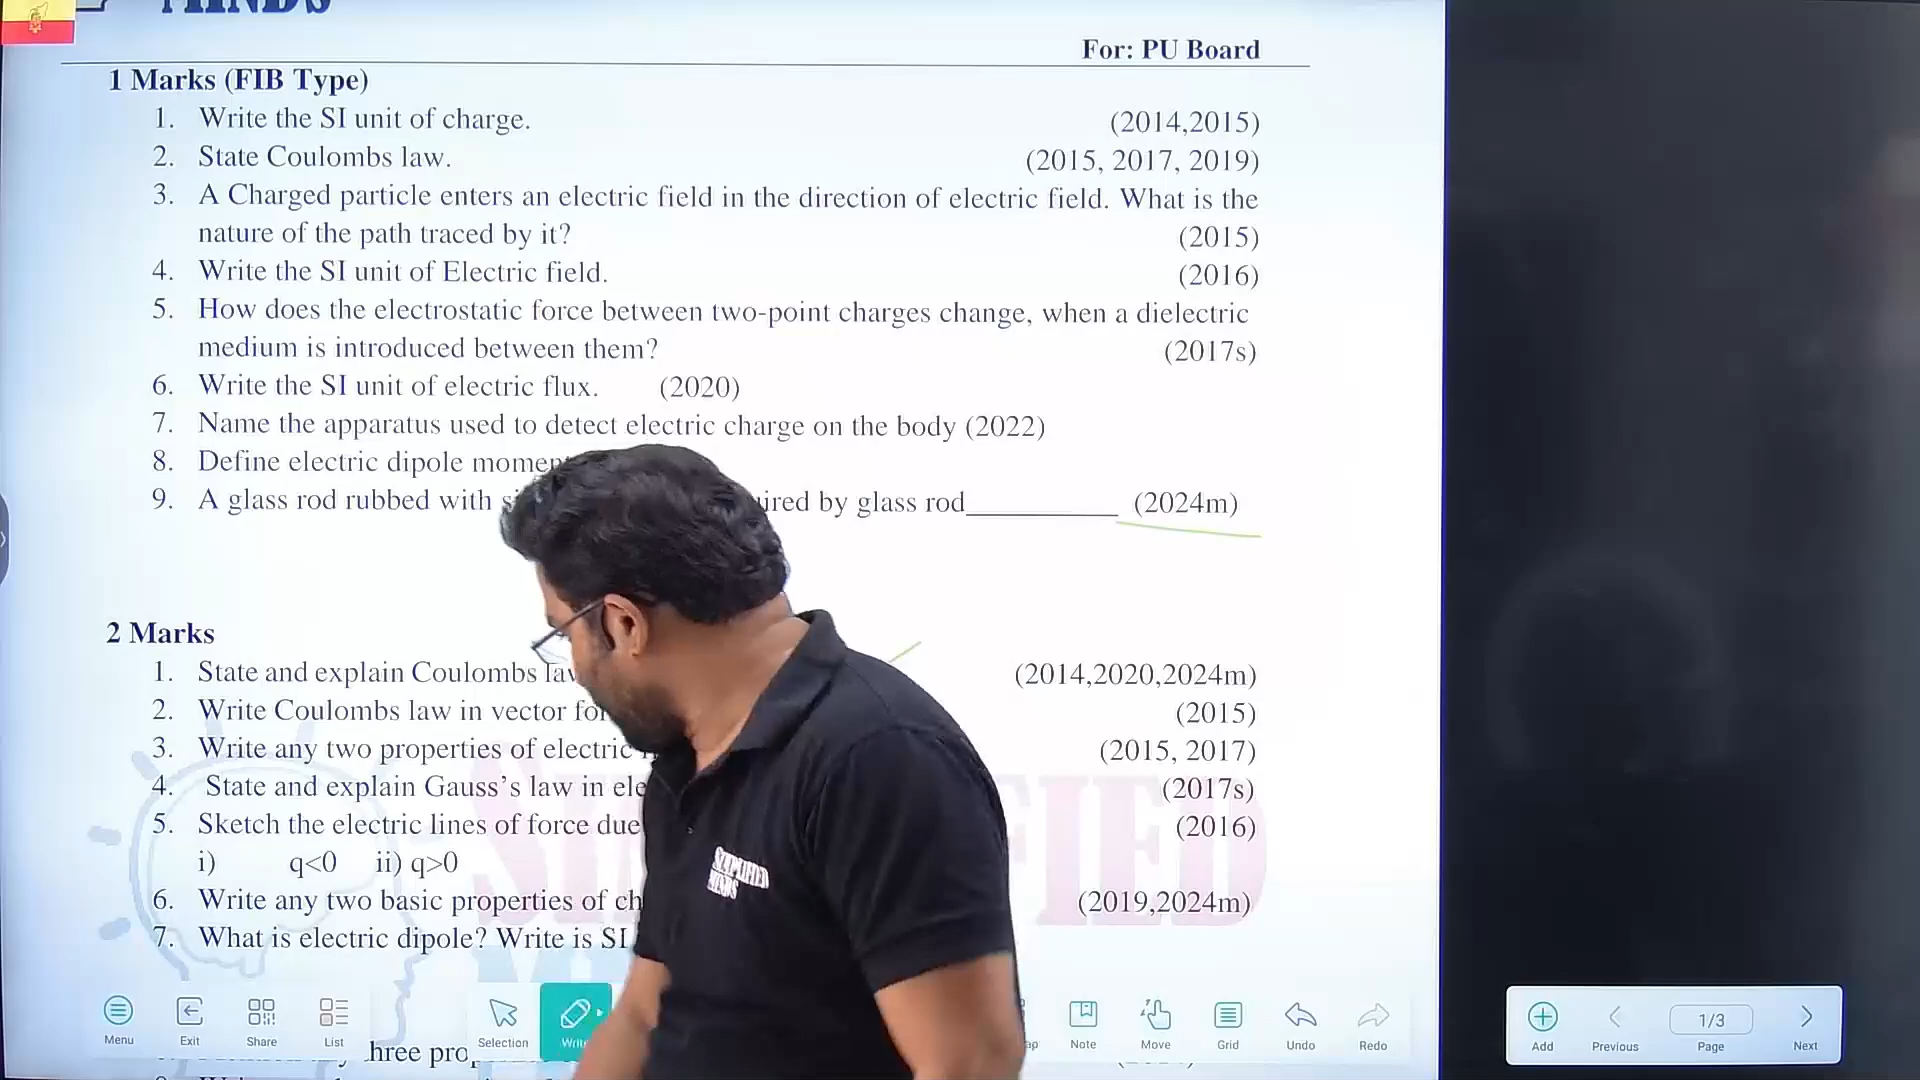 MINDS
For: PU Board
1 Marks (FIB Type)
1. Write the SI unit of charge. (2014,2015)
2. State Coulombs law. (2015, 2017, 2019)
3. A Charged particle enters an electric field in the direction of electric field. What is the
nature of the path traced by it? (2015)
4. Write the SI unit of Electric field. (2016)
5. How does the electrostatic force between two-point charges change, when a dielectric
medium is introduced between them? (2017s)
6. Write the SI unit of electric flux. (2020)
7. Name the apparatus used to detect electric charge on the body (2022)
8. Define electric dipole
9. A glass rod rubbed with by glass rod__________ (2024m)
2 Marks
1. State and explain Coulombs (2014,2020,2024m)
2. Write Coulombs law in vector (2015)
3. Write any two properties of electric (2015, 2017)
4. State and explain Gauss's law in (2017s)
5. Sketch the electric lines of force due (2016)
i) q<0 ii) q>0
6. Write any two basic properties of (2019,2024m)
7. What is electric dipole? Write is SI
SIMPLIFIED
MINDS
Menu Exit Share List Selection Write Note Move Grid Undo Redo
three
Add Previous 1/3 Page Next